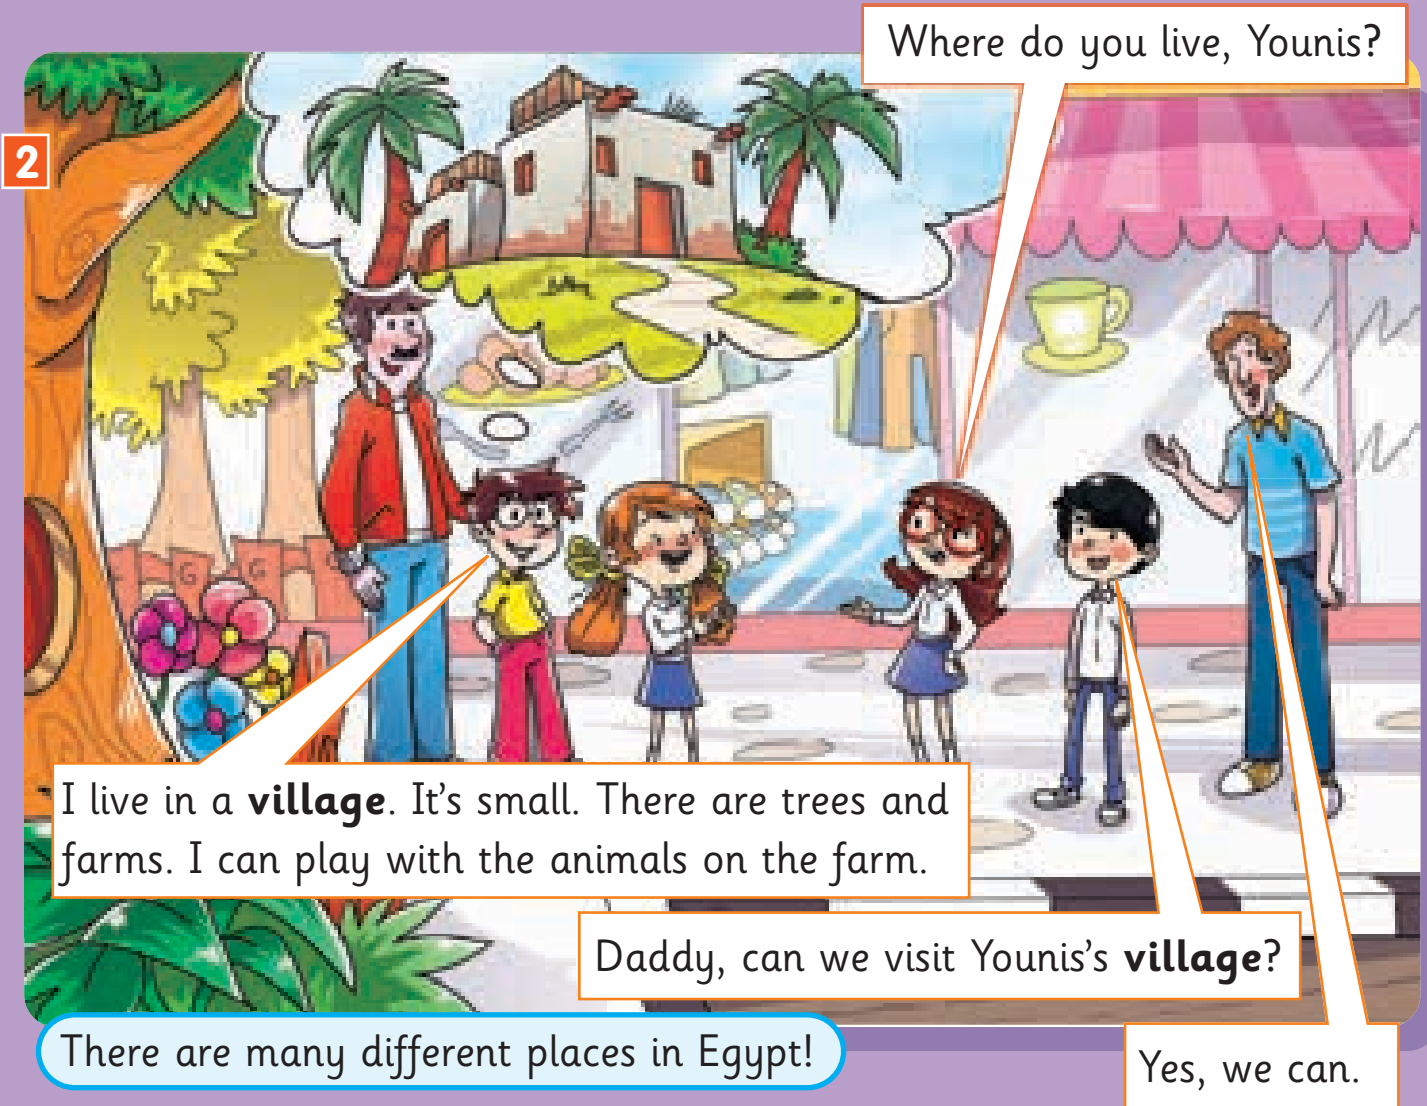 2
Where do you live, Younis?
I live in a village. It's small. There are trees and
farms. I can play with the animals on the farm.
Daddy, can we visit Younis's village?
Yes, we can.
There are many different places in Egypt!